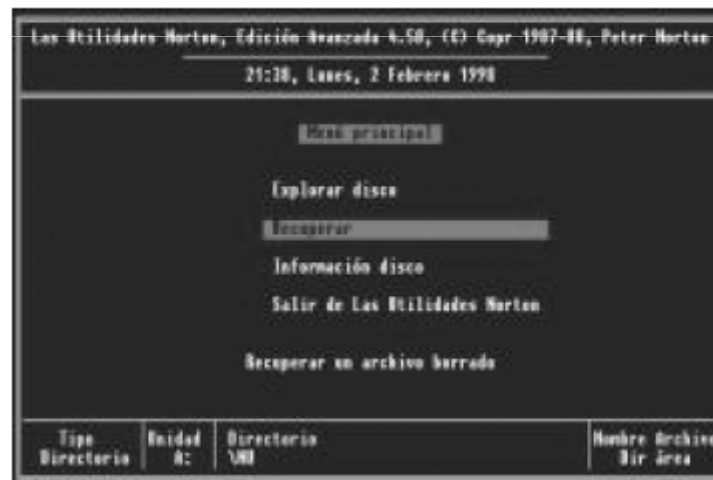 Las Utilidades Norton, Edición Avanzada 4.50, (C) Copr 1987-88, Peter Norton
21:38, Lunes, 2 Febrero 1998
Menú principal
Explorar disco
Recuperar
Información disco
Salir de Las Utilidades Norton
Recuperar un archivo borrado
Tipo Unidad Directorio Nombre Archivo
Directorio A: \NU Dir área